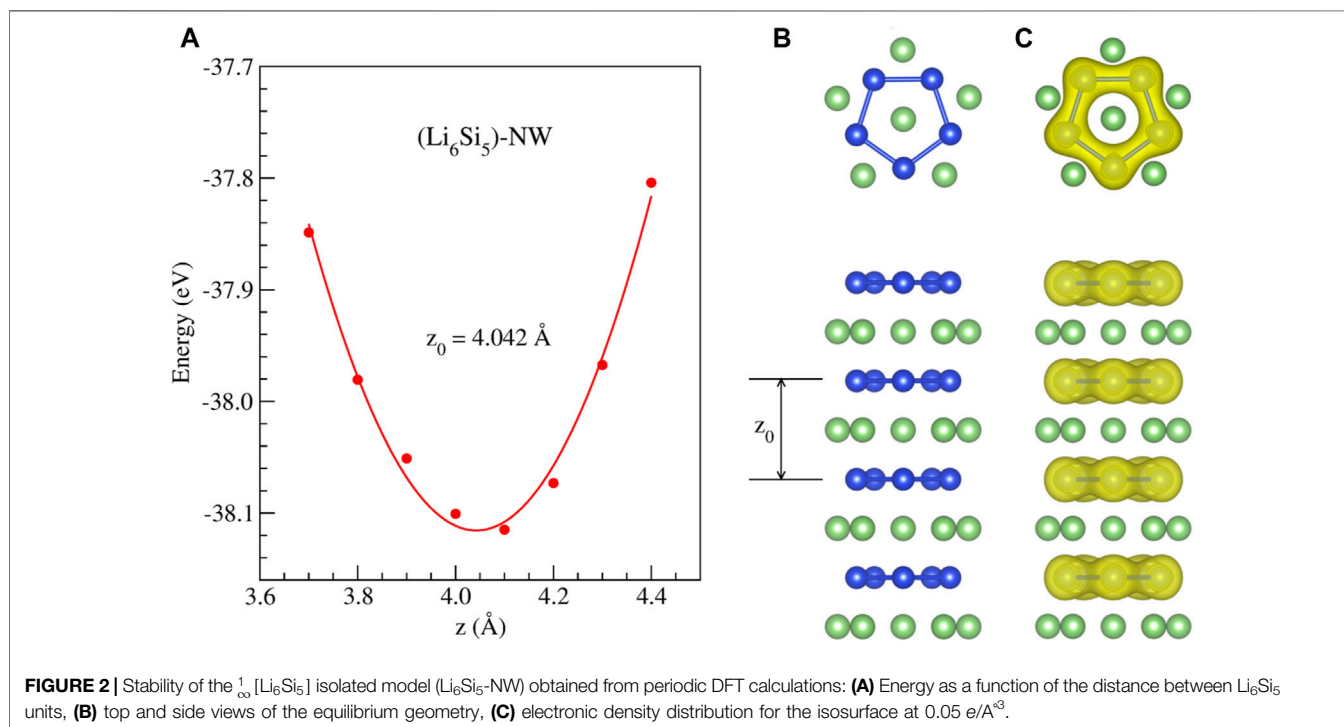 A
B
C
-37.7
-37.8
-37.9
-38.0
-38.1
Energy (eV)
(Li₆Si₅)-NW
z₀ = 4.042 Å
3.6
3.8
4.0
4.2
4.4
z (Å)
z₀
FIGURE 2 | Stability of the ¹∞[Li₆Si₅] isolated model (Li₆Si₅-NW) obtained from periodic DFT calculations: (A) Energy as a function of the distance between Li₆Si₅
units, (B) top and side views of the equilibrium geometry, (C) electronic density distribution for the isosurface at 0.05 e/A°³.